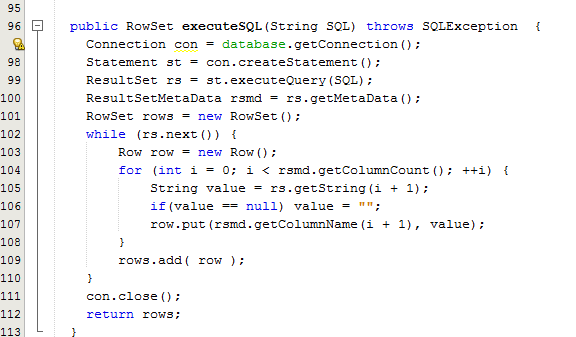 95
96 public RowSet executeSQL(String SQL) throws SQLException  {
Connection con = database.getConnection();
98 Statement st = con.createStatement();
99 ResultSet rs = st.executeQuery(SQL);
100 ResultSetMetaData rsmd = rs.getMetaData();
101 RowSet rows = new RowSet();
102 while (rs.next()) {
103 Row row = new Row();
104 for (int i = 0; i < rsmd.getColumnCount(); ++i) {
105 String value = rs.getString(i + 1);
106 if(value == null) value = "";
107 row.put(rsmd.getColumnName(i + 1), value);
108 }
109 rows.add( row );
110 }
111 con.close();
112 return rows;
113 }